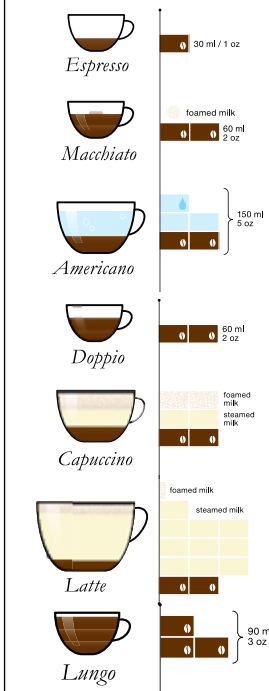 30 ml / 1 oz
Espresso
foamed milk
60 ml
2 oz
Macchiato
150 ml
5 oz
Americano
60 ml
2 oz
Doppio
foamed
milk
steamed
milk
Capuccino
foamed milk
steamed milk
Latte
90 m
3 oz
Lungo